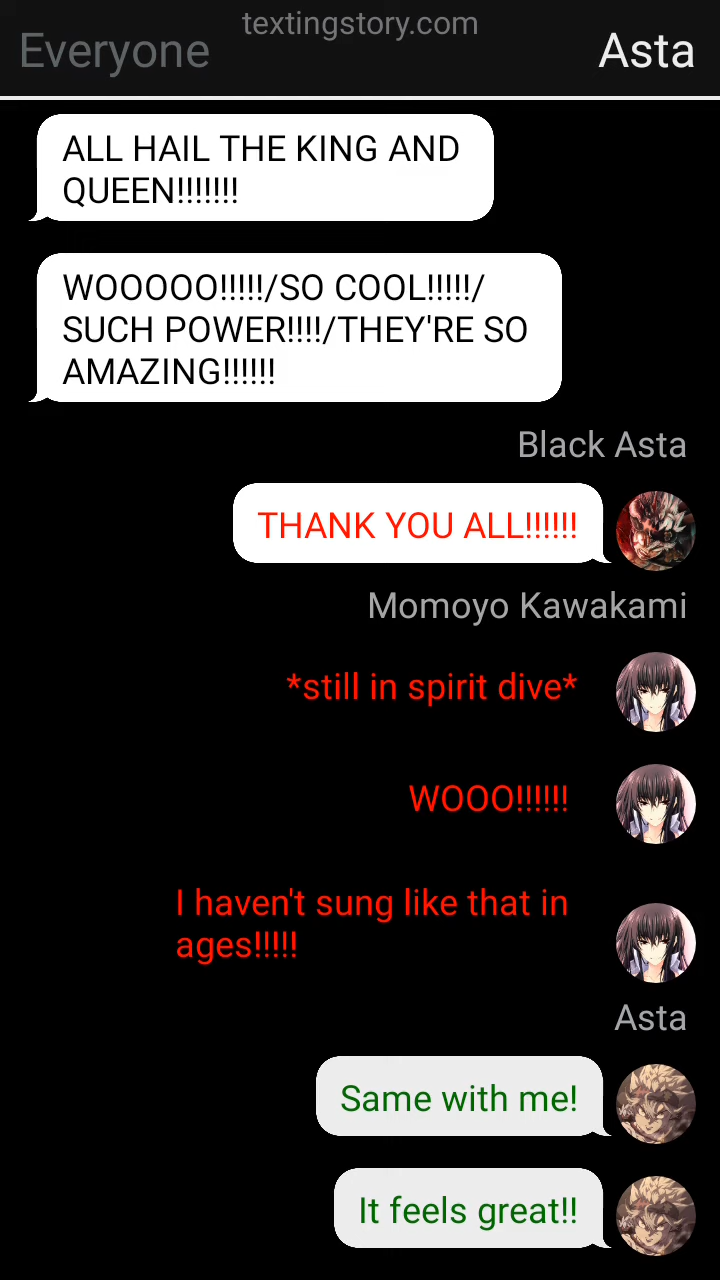 textingstory.com
Everyone
Asta
ALL HAIL THE KING AND
QUEEN!!!!!!!
WOOOOO!!!!!/SO COOL!!!!!/
SUCH POWER!!!!/THEY'RE SO
AMAZING!!!!!!
Black Asta
THANK YOU ALL!!!!!!
Momoyo Kawakami
*still in spirit dive*
WOOO!!!!!!
I haven't sung like that in
ages!!!!!
Asta
Same with me!
It feels great!!